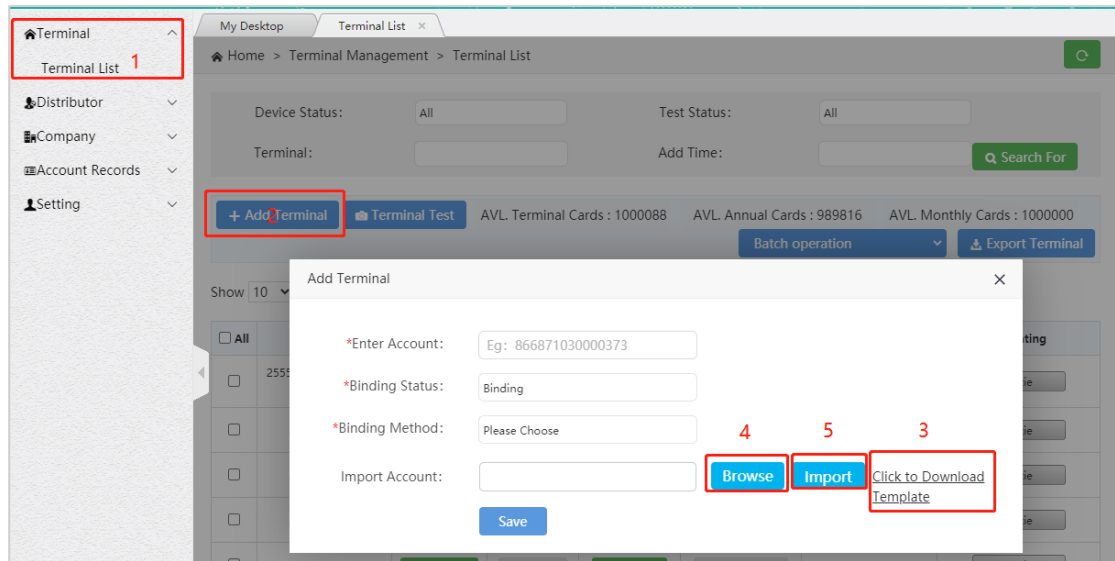 My Desktop
Terminal List ×
Terminal
Terminal List
1
Distributor
Company
Account Records
Setting
Home > Terminal Management > Terminal List
Device Status:
All
Test Status:
All
Terminal:
Add Time:
Search For
+ Add Terminal
2
Terminal Test
AVL. Terminal Cards : 1000088
AVL. Annual Cards : 989816
AVL. Monthly Cards : 1000000
Batch operation
Export Terminal
Show 10
All
2555
Add Terminal
×
*Enter Account:
Eg: 866871030000373
*Binding Status:
Binding
*Binding Method:
Please Choose
4
5
3
Import Account:
Browse
Import
Click to Download
Template
Save